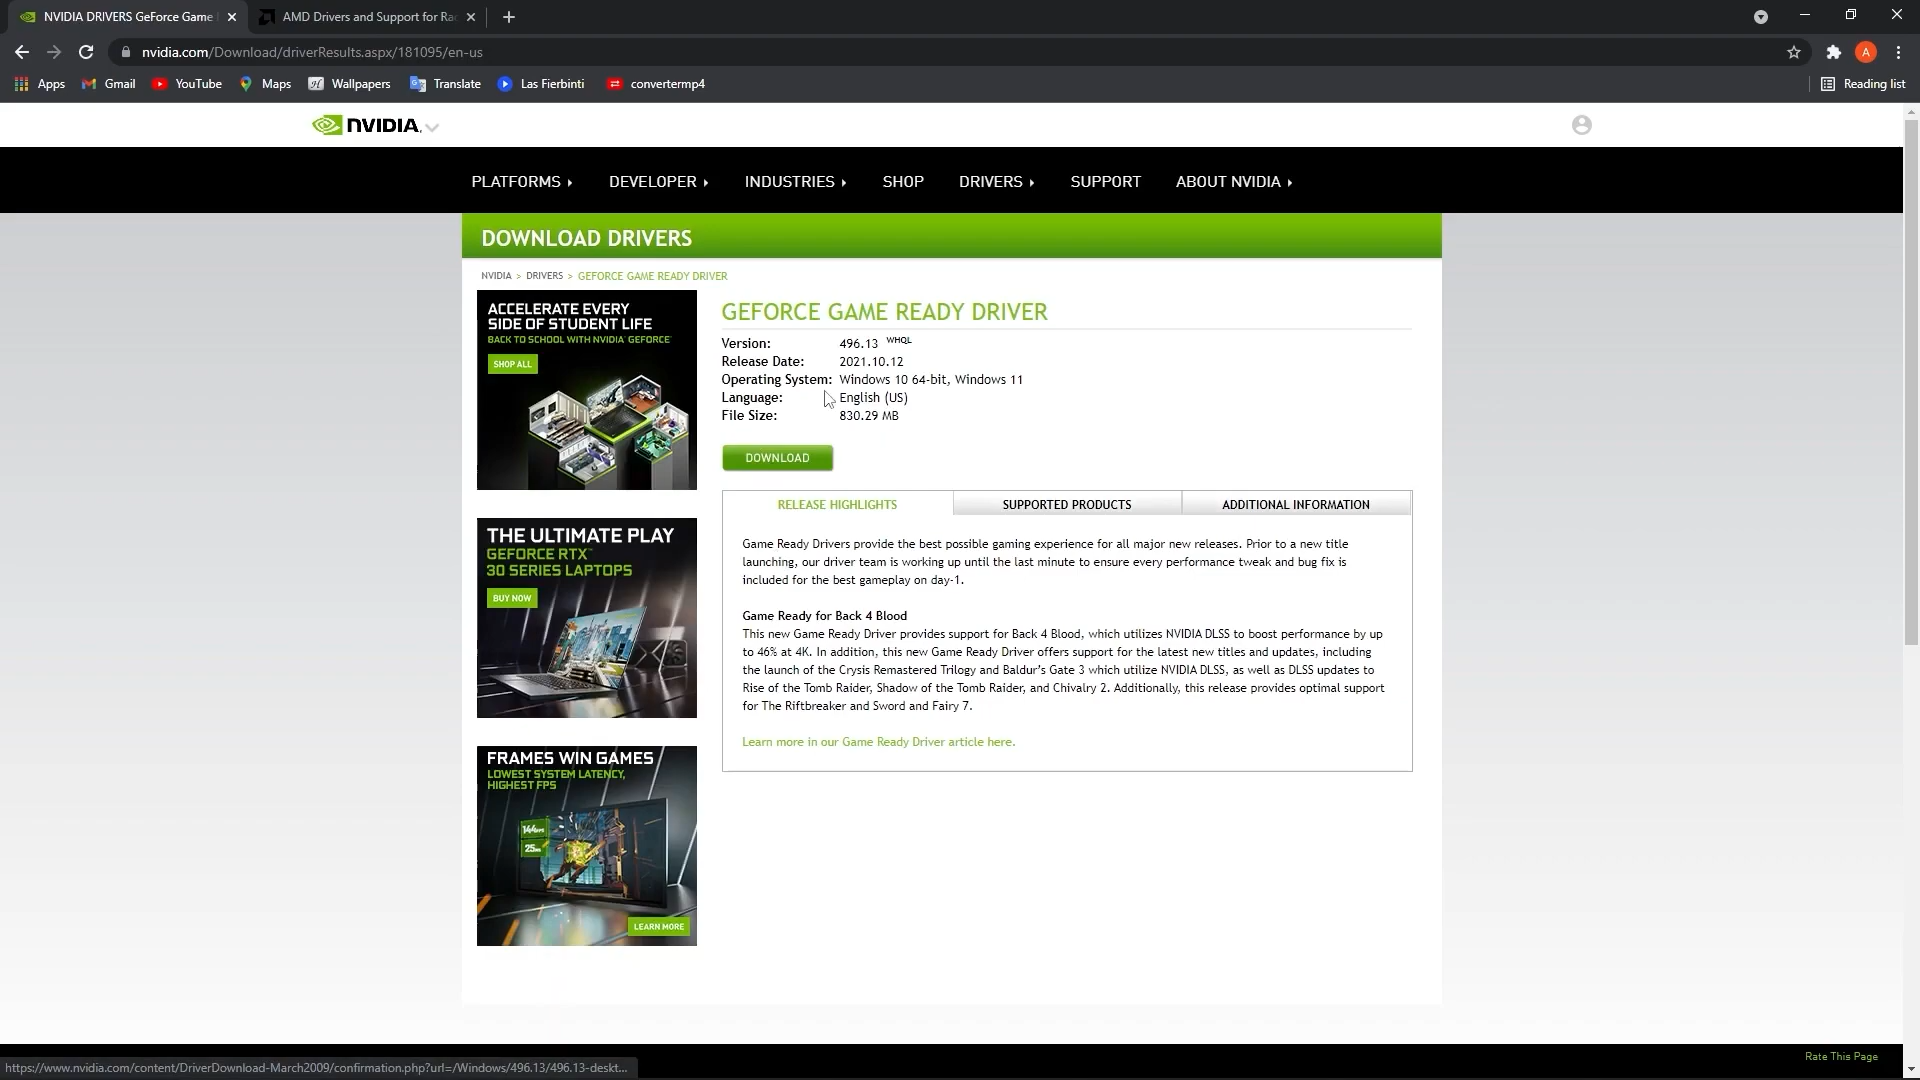 NVIDIA DRIVERS GeForce Game
AMD Drivers and Support for Rac
nvidia.com/Download/driverResults.aspx/181095/en-us
A
Apps
Gmail
YouTube
Maps
Wallpapers
Translate
Las Fierbinti
convertermp4
Reading list
NVIDIA.
PLATFORMS
DEVELOPER
INDUSTRIES
SHOP
DRIVERS
SUPPORT
ABOUT NVIDIA
DOWNLOAD DRIVERS
NVIDIA > DRIVERS > GEFORCE GAME READY DRIVER
ACCELERATE EVERY
SIDE OF STUDENT LIFE
BACK TO SCHOOL WITH NVIDIA GEFORCE
SHOP ALL
GEFORCE GAME READY DRIVER
Version: 496.13 WHQL
Release Date: 2021.10.12
Operating System: Windows 10 64-bit, Windows 11
Language: English (US)
File Size: 830.29 MB
DOWNLOAD
RELEASE HIGHLIGHTS
SUPPORTED PRODUCTS
ADDITIONAL INFORMATION
Game Ready Drivers provide the best possible gaming experience for all major new releases. Prior to a new title
launching, our driver team is working up until the last minute to ensure every performance tweak and bug fix is
included for the best gameplay on day-1.
Game Ready for Back 4 Blood
This new Game Ready Driver provides support for Back 4 Blood, which utilizes NVIDIA DLSS to boost performance by up
to 46% at 4K. In addition, this new Game Ready Driver offers support for the latest new titles and updates, including
the launch of the Crysis Remastered Trilogy and Baldur's Gate 3 which utilize NVIDIA DLSS, as well as DLSS updates to
Rise of the Tomb Raider, Shadow of the Tomb Raider, and Chivalry 2. Additionally, this release provides optimal support
for The Riftbreaker and Sword and Fairy 7.
Learn more in our Game Ready Driver article here.
THE ULTIMATE PLAY
GEFORCE RTX™
30 SERIES LAPTOPS
BUY NOW
FRAMES WIN GAMES
LOWEST SYSTEM LATENCY,
HIGHEST FPS
LEARN MORE
Rate This Page
https://www.nvidia.com/content/DriverDownload-March2009/confirmation.php?url=/Windows/496.13/496.13-deskt...